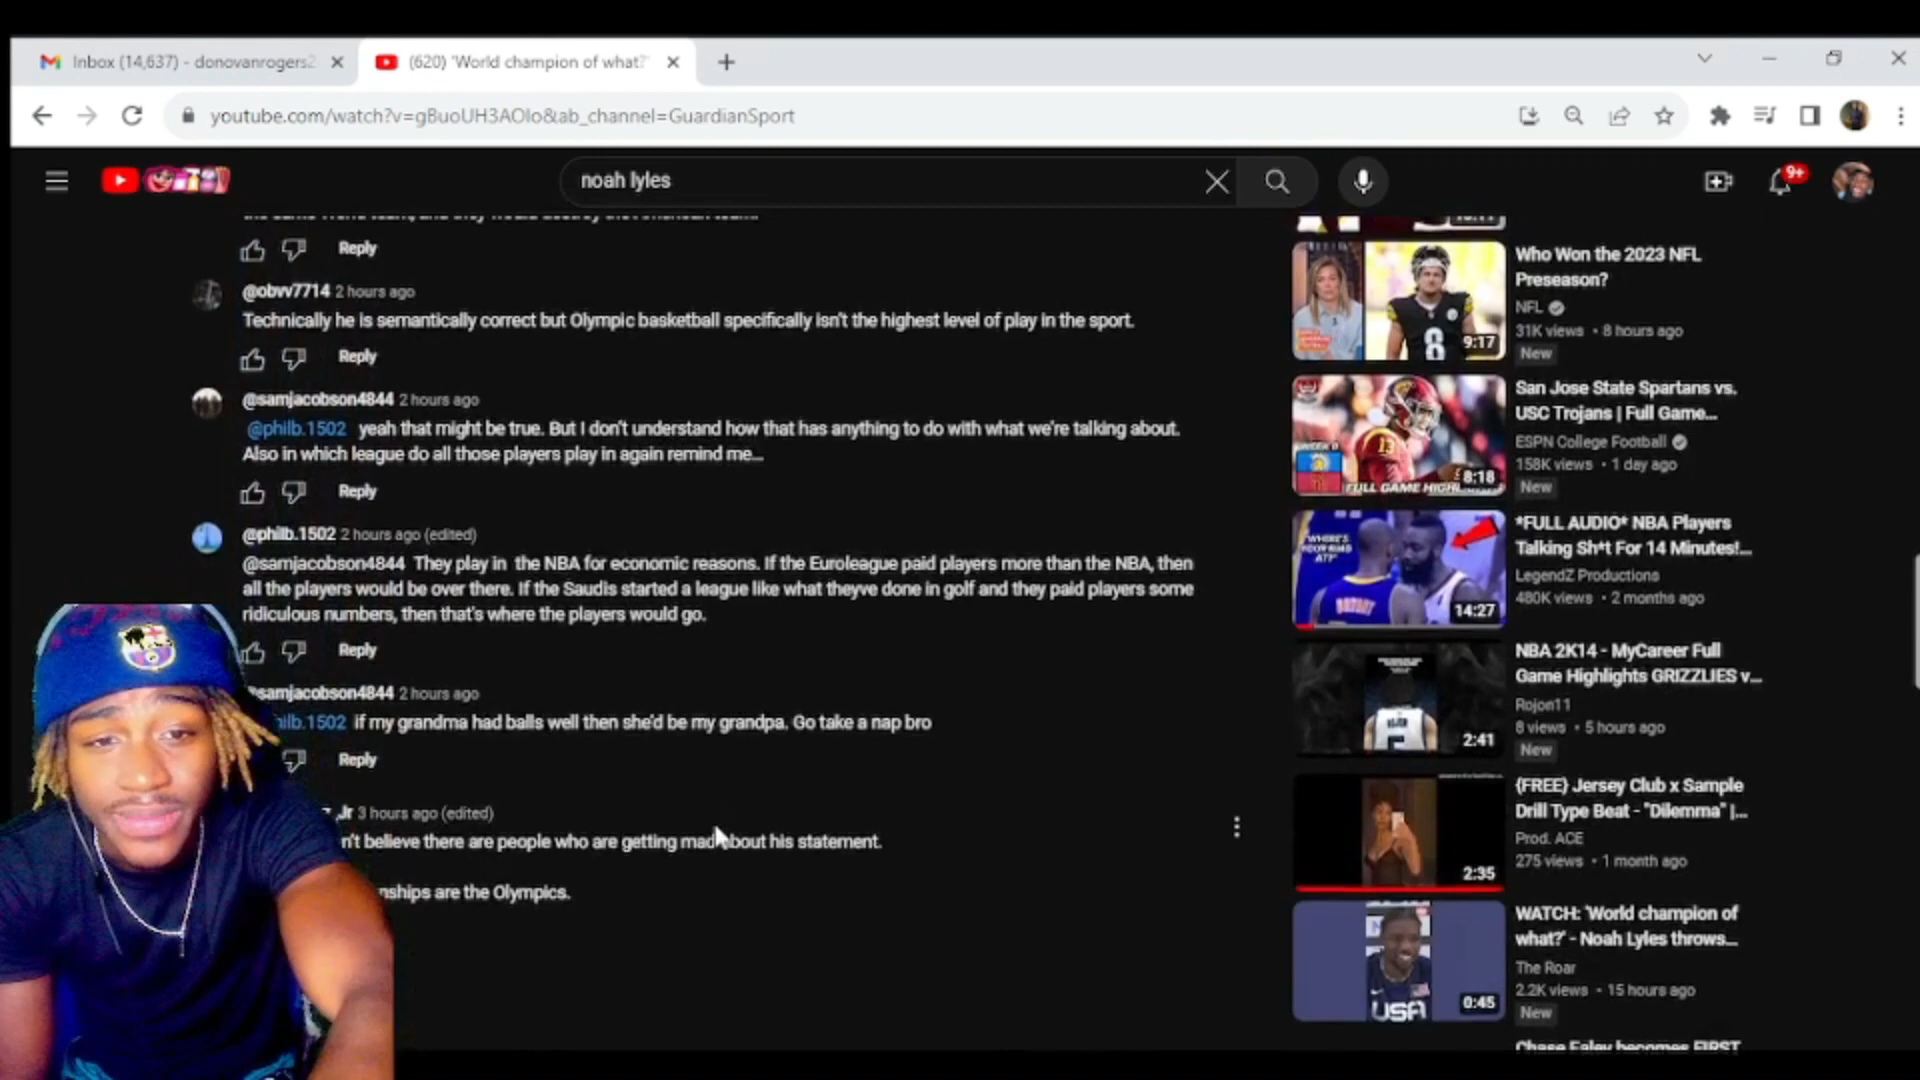 Inbox (14,637) - donovanrogers2
(620) 'World champion of what?'
youtube.com/watch?v=gBuoUH3AOIo&ab_channel=GuardianSport
noah lyles
9+
Reply
@obvv7714 2 hours ago
Technically he is semantically correct but Olympic basketball specifically isn't the highest level of play in the sport.
Reply
@samjacobson4844 2 hours ago
@philb.1502 yeah that might be true. But I don't understand how that has anything to do with what we're talking about.
Also in which league do all those players play in again remind me...
Reply
@philb.1502 2 hours ago (edited)
@samjacobson4844 They play in the NBA for economic reasons. If the Euroleague paid players more than the NBA, then
all the players would be over there. If the Saudis started a league like what theyve done in golf and they paid players some
ridiculous numbers, then that's where the players would go.
Reply
samjacobson4844 2 hours ago
hilb.1502 if my grandma had balls well then she'd be my grandpa. Go take a nap bro
Reply
Jr 3 hours ago (edited)
n't believe there are people who are getting mad about his statement.
nships are the Olympics.
Who Won the 2023 NFL
Preseason?
NFL
31K views • 8 hours ago
New
8
9:17
San Jose State Spartans vs.
USC Trojans | Full Game...
ESPN College Football
158K views • 1 day ago
New
13
FULL GAME
8:18
*FULL AUDIO* NBA Players
Talking Sh*t For 14 Minutes!...
LegendZ Productions
480K views • 2 months ago
14:27
NBA 2K14 - MyCareer Full
Game Highlights GRIZZLIES v...
Rojon11
8 views • 5 hours ago
New
2:41
{FREE} Jersey Club x Sample
Drill Type Beat - "Dilemma" |...
Prod. ACE
275 views • 1 month ago
2:35
WATCH: 'World champion of
what?' - Noah Lyles throws...
The Roar
2.2K views • 15 hours ago
New
USA
0:45